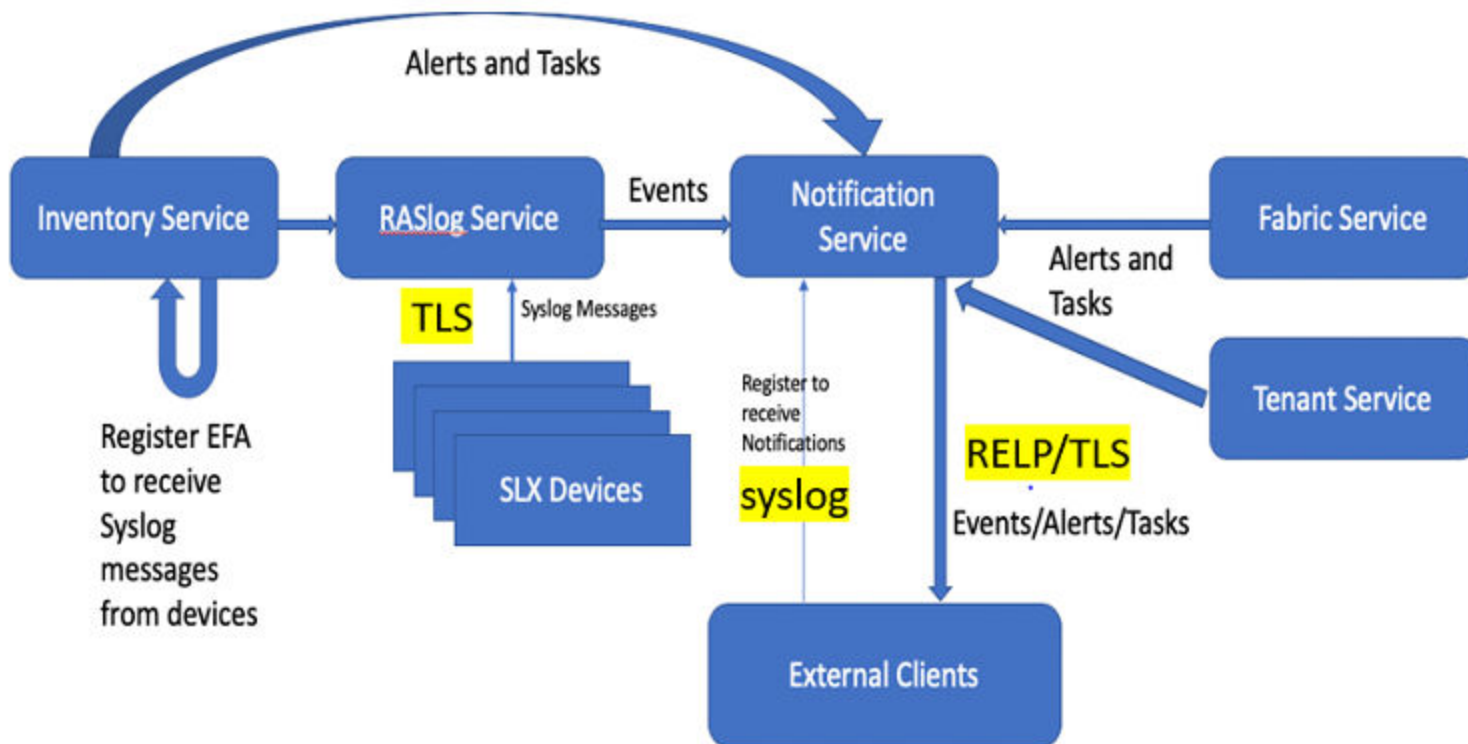 Alerts and Tasks
Inventory Service
RASlog Service
Events
Notification
Service
Fabric Service
Alerts and
Tasks
TLS
Syslog Messages
Register to
receive
Notifications
syslog
RELP/TLS
Events/Alerts/Tasks
Tenant Service
SLX Devices
Register EFA
to receive
Syslog
messages
from devices
External Clients